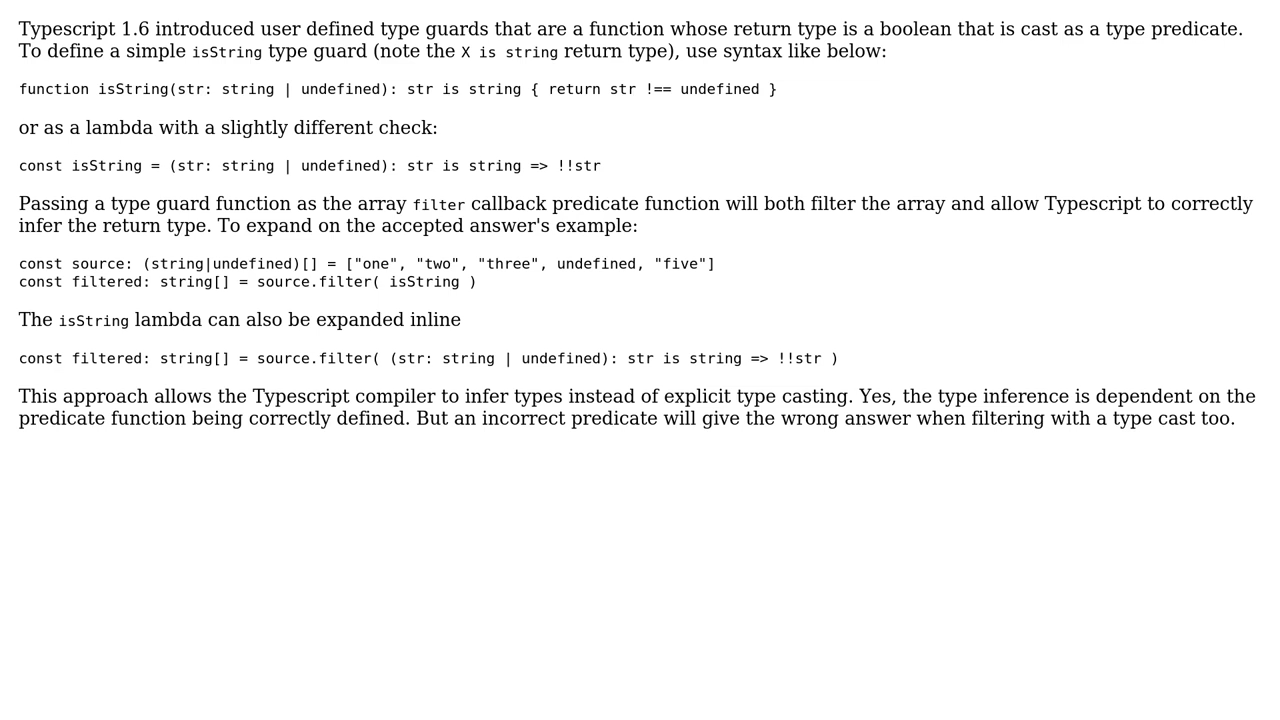 Typescript 1.6 introduced user defined type guards that are a function whose return type is a boolean that is cast as a type predicate.
To define a simple isString type guard (note the X is string return type), use syntax like below:
function isString(str: string | undefined): str is string { return str !== undefined }
or as a lambda with a slightly different check:
const isString = (str: string | undefined): str is string => !!str
Passing a type guard function as the array filter callback predicate function will both filter the array and allow Typescript to correctly
infer the return type. To expand on the accepted answer's example:
const source: (string|undefined)[] = ["one", "two", "three", undefined, "five"]
const filtered: string[] = source.filter( isString )
The isString lambda can also be expanded inline
const filtered: string[] = source.filter( (str: string | undefined): str is string => !!str )
This approach allows the Typescript compiler to infer types instead of explicit type casting. Yes, the type inference is dependent on the
predicate function being correctly defined. But an incorrect predicate will give the wrong answer when filtering with a type cast too.